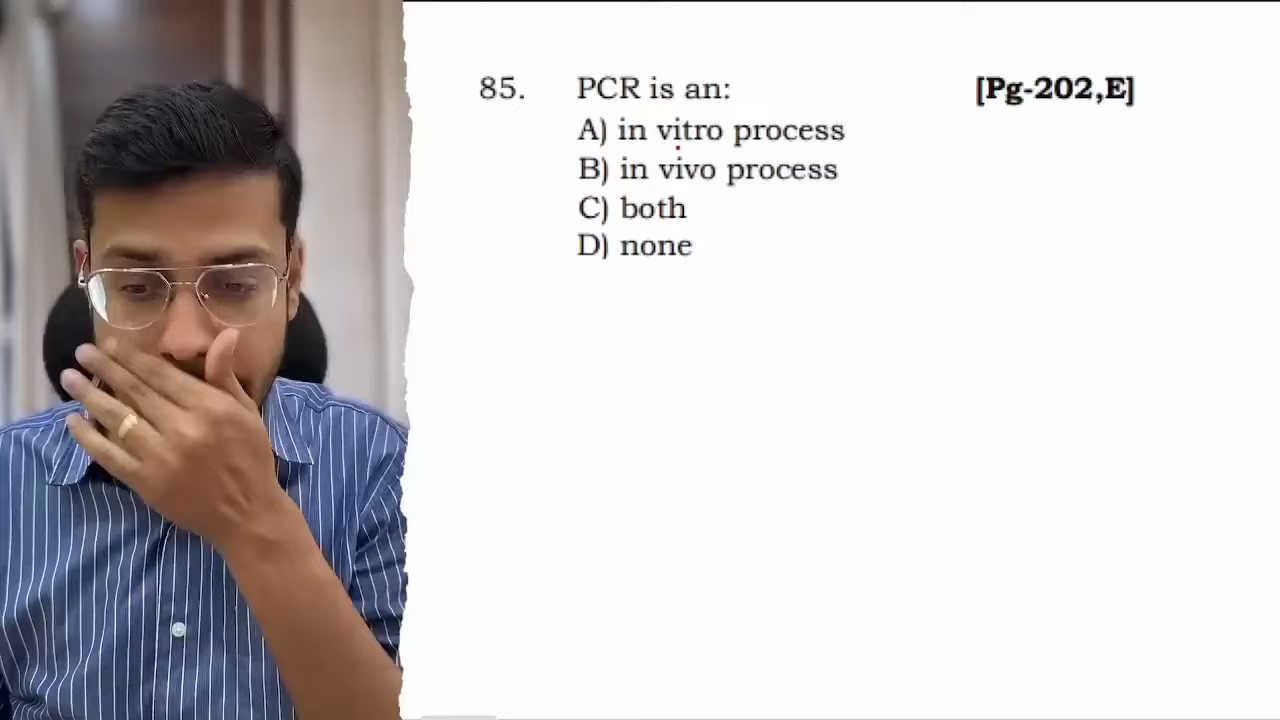 85. PCR is an: [Pg-202,E]
A) in vitro process
B) in vivo process
C) both
D) none